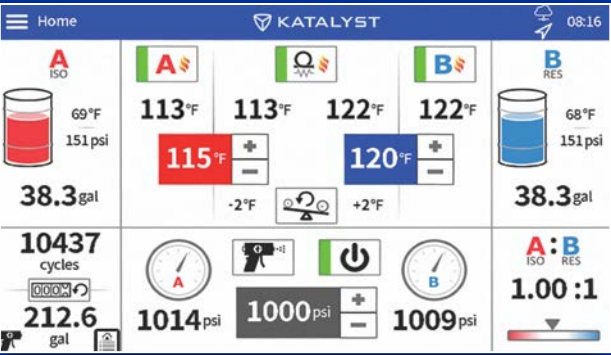 Home
KATALYST
08:16
A
ISO
69°F
151 psi
38.3 gal
A
B
113°F
113°F
122°F
122°F
115°F
+
−
120°F
+
−
-2°F
+2°F
B
RES
68°F
151 psi
38.3 gal
10437
cycles
212.6
gal
A
1014 psi
1000 psi
+
−
B
1009 psi
A : B
ISO RES
1.00 :1